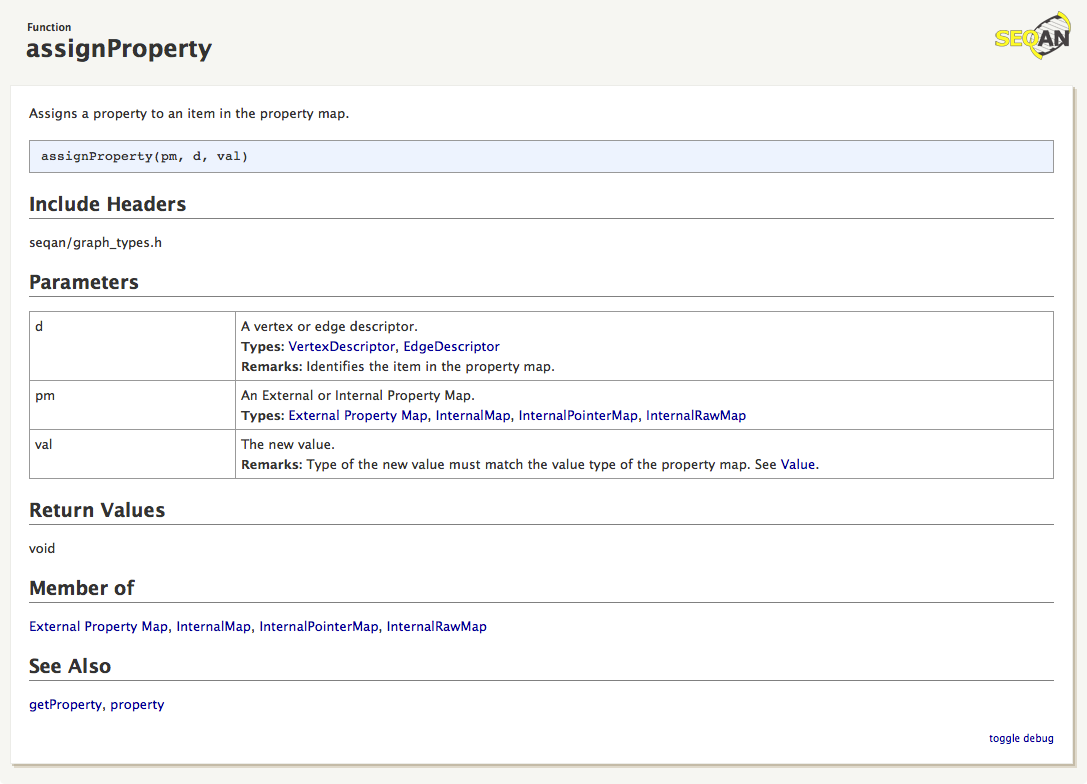 Function
assignProperty
SEQAN
Assigns a property to an item in the property map.
assignProperty(pm, d, val)
Include Headers
seqan/graph_types.h
Parameters
d
A vertex or edge descriptor.
Types: VertexDescriptor, EdgeDescriptor
Remarks: Identifies the item in the property map.
pm
An External or Internal Property Map.
Types: External Property Map, InternalMap, InternalPointerMap, InternalRawMap
val
The new value.
Remarks: Type of the new value must match the value type of the property map. See Value.
Return Values
void
Member of
External Property Map, InternalMap, InternalPointerMap, InternalRawMap
See Also
getProperty, property
toggle debug